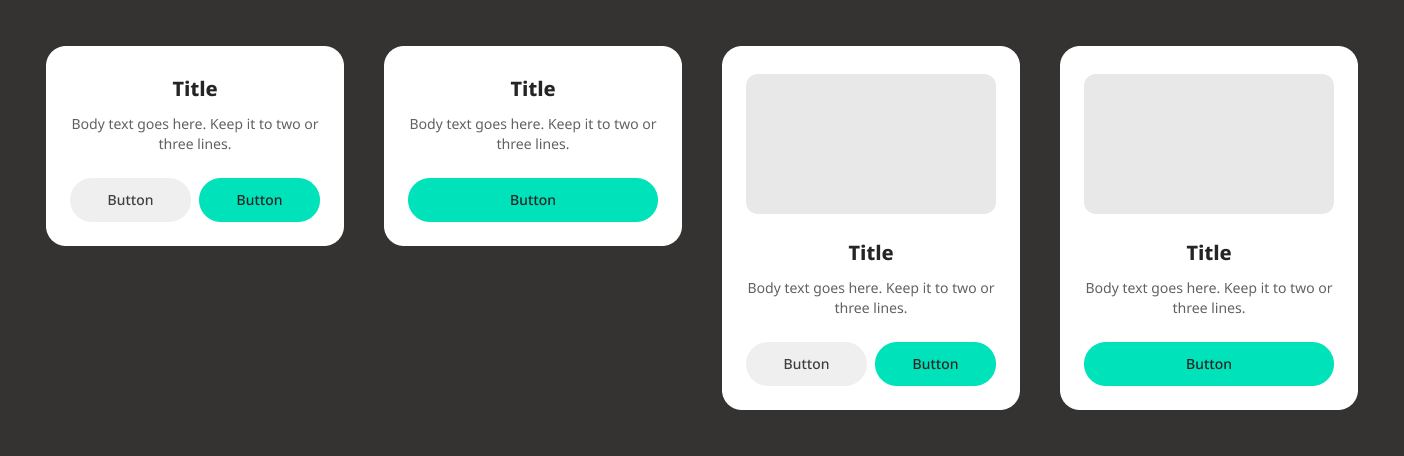 Title
Body text goes here. Keep it to two or
three lines.
Button
Button
Title
Body text goes here. Keep it to two or
three lines.
Button
Title
Body text goes here. Keep it to two or
three lines.
Button
Button
Title
Body text goes here. Keep it to two or
three lines.
Button